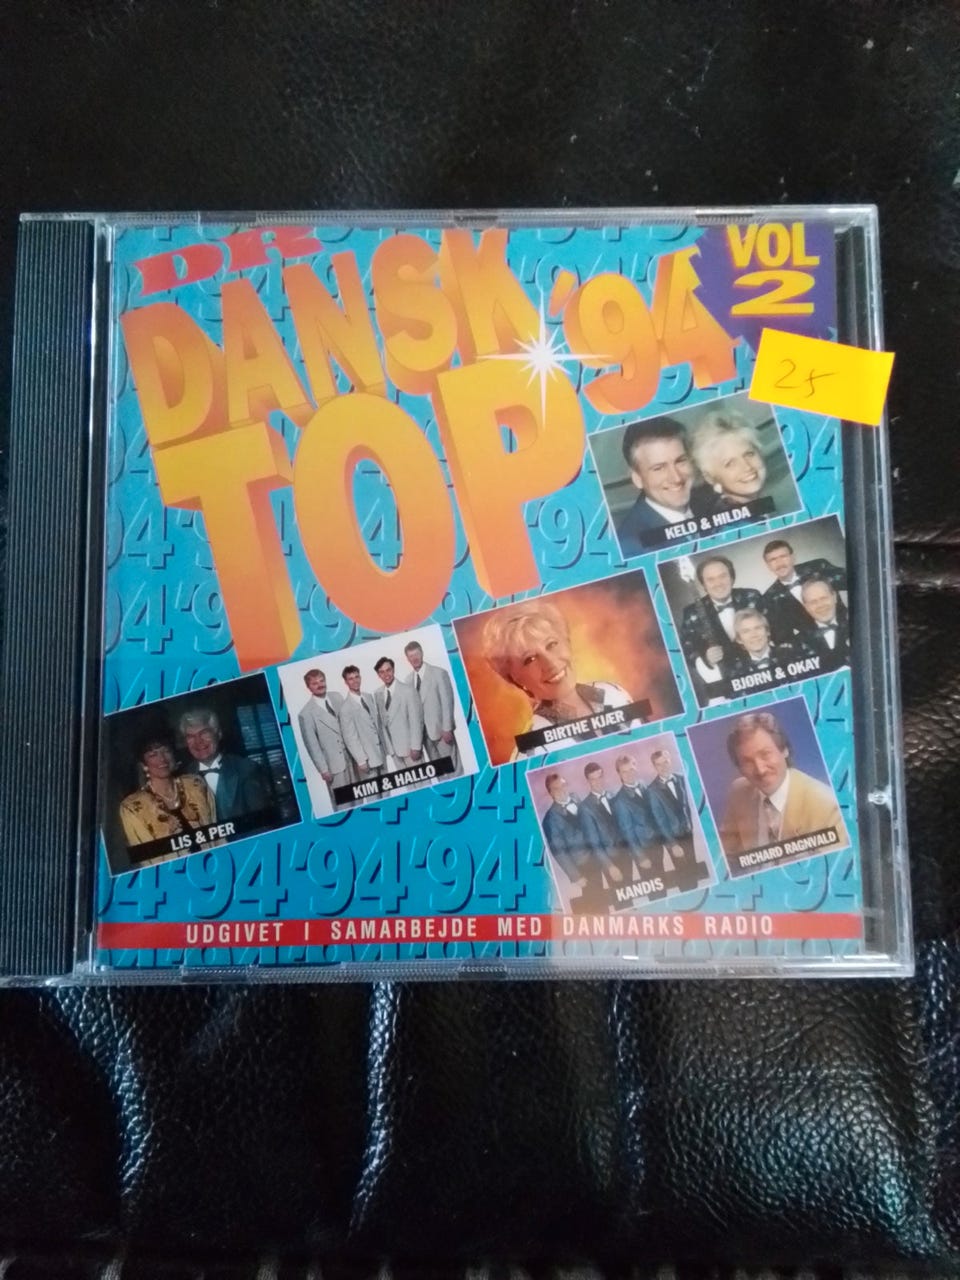 DR
DANSK
TOP '94
VOL
2
25
KELD & HILDA
BJØRN & OKAY
BIRTHE KJÆR
KIM & HALLO
LIS & PER
KANDIS
RICHARD RAGNVALD
UDGIVET I SAMARBEJDE MED DANMARKS RADIO